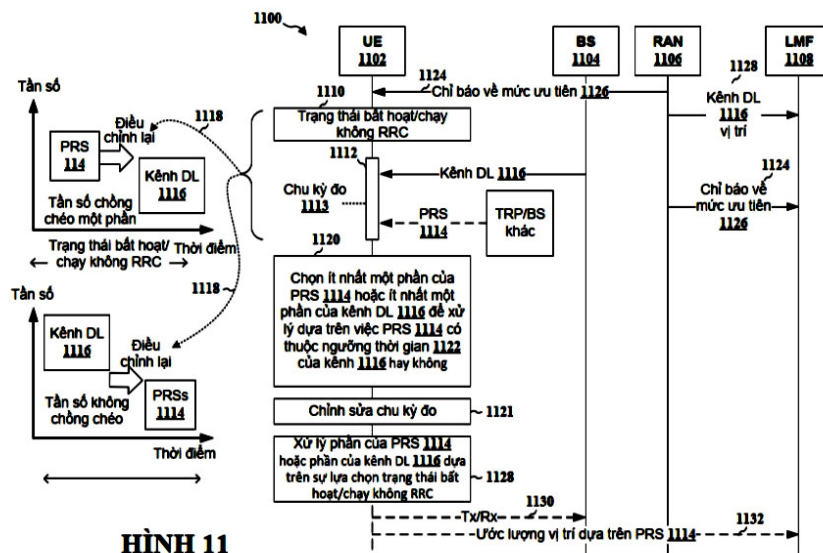 1100
UE
1102
BS
1104
RAN
1106
LMF
1108
1124
Chỉ báo về mức ưu tiên 1126
1128
Kênh DL
1116
vị trí
1110
Trạng thái bất hoạt/chạy
không RRC
1112
Kênh DL 1116
Chu kỳ đo
1113
PRS
1114
TRP/BS
khác
1124
Chỉ báo về
mức ưu tiên
1126
Tần số
1118
Điều
chỉnh lại
PRS
114
Kênh DL
1116
Tần số chồng
chéo một phần
Trạng thái bất hoạt/
chạy không RRC
Thời điểm
1120
Chọn ít nhất một phần của
PRS 1114 hoặc ít nhất một
phần của kênh DL 1116 để xử
lý dựa trên việc PRS 1114 có
thuộc ngưỡng thời gian 1122
của kênh 1116 hay không
Tần số
1118
Kênh DL
1116
Điều
chỉnh lại
PRSs
1114
Tần số không
chồng chéo
Thời điểm
Chỉnh sửa chu kỳ đo
1121
Xử lý phần của PRS 1114
hoặc phần của kênh DL 1116 dựa
trên sự lựa chọn trạng thái bất
hoạt/chạy không RRC
1128
Tx/Rx
1130
Ước lượng vị trí dựa trên PRS 1114
1132
HÌNH 11